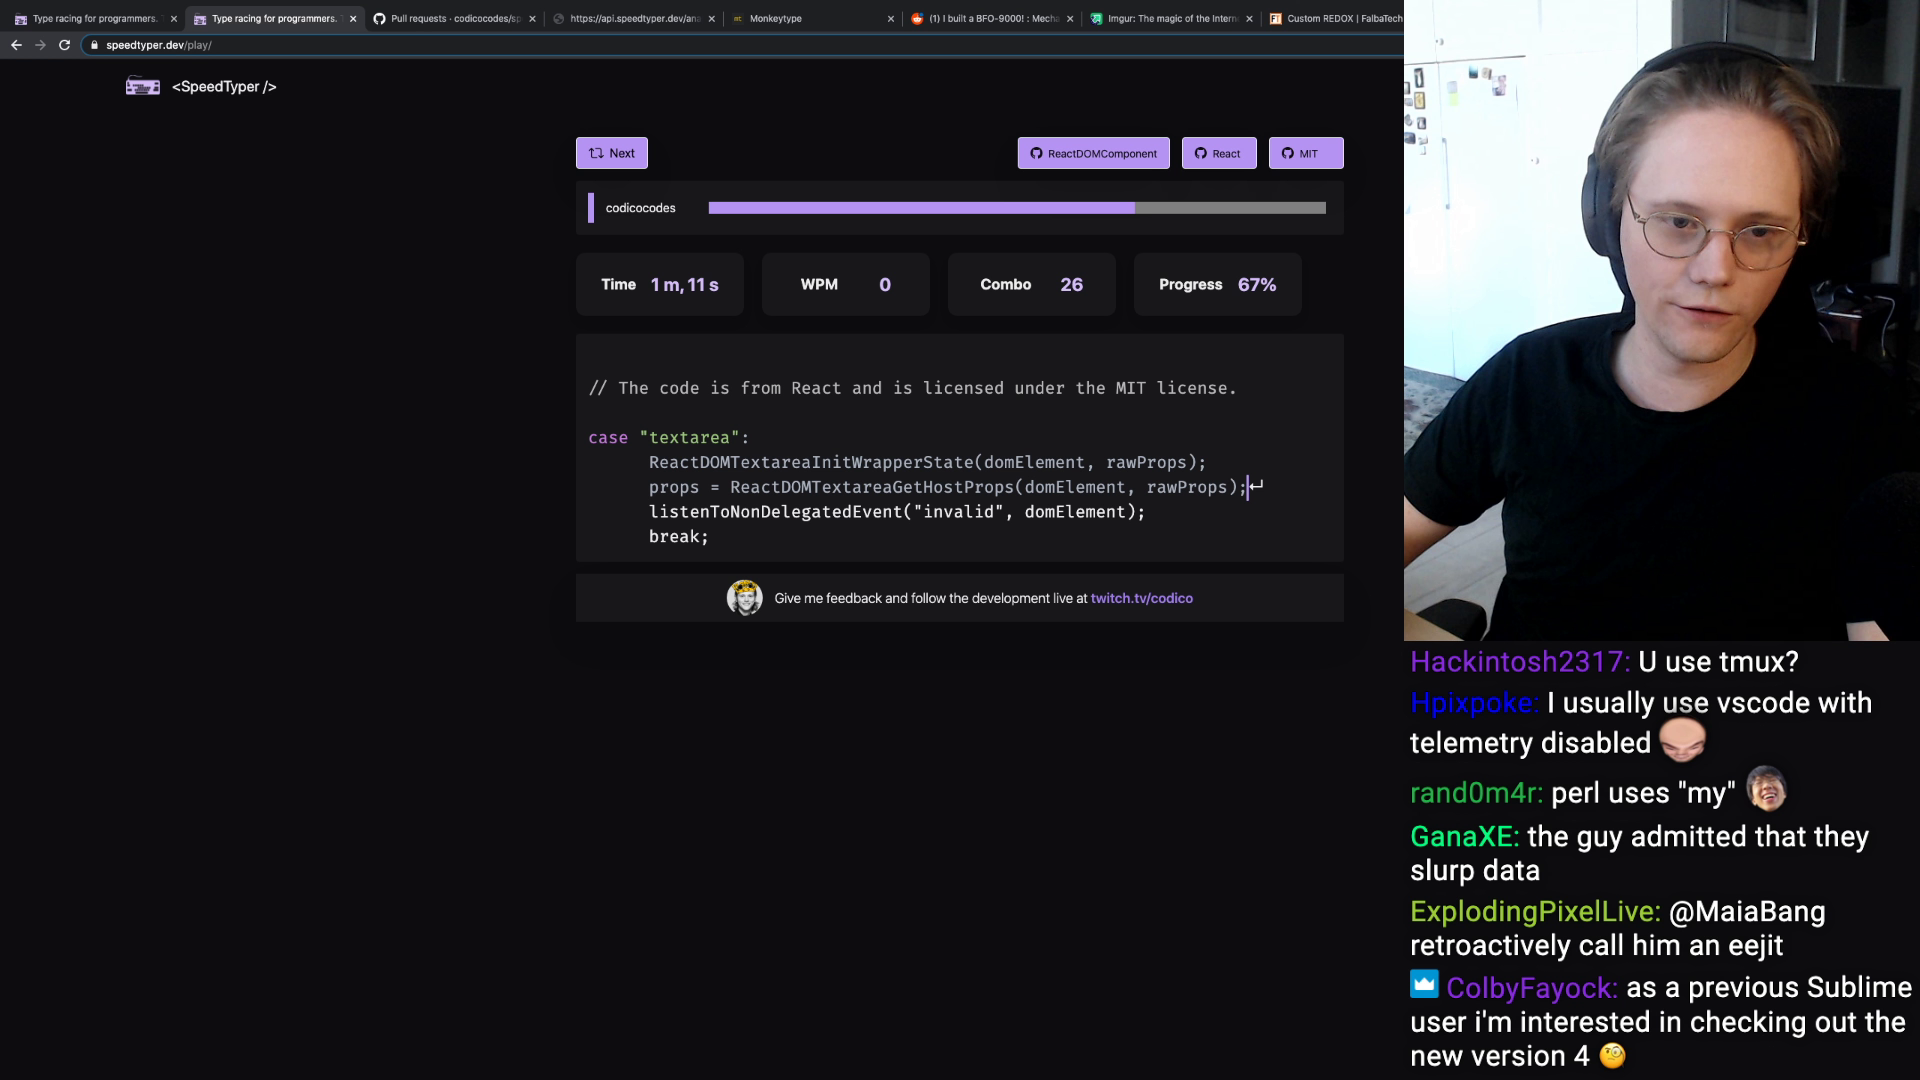 Type racing for programmers.
Type racing for programmers.
Pull requests · codicocodes/sp
https://api.speedtyper.dev/ana
Monkeytype
(1) I built a BFO-9000! : Mecha
Imgur: The magic of the Intern
Custom REDOX | FalbaTech
speedtyper.dev/play/
<SpeedTyper />
Next
ReactDOMComponent
React
MIT
codicocodes
Time 1 m, 11 s
WPM 0
Combo 26
Progress 67%
// The code is from React and is licensed under the MIT license.
case "textarea":
ReactDOMTextareaInitWrapperState(domElement, rawProps);
props = ReactDOMTextareaGetHostProps(domElement, rawProps);
listenToNonDelegatedEvent("invalid", domElement);
break;
Give me feedback and follow the development live at twitch.tv/codico
Hackintosh2317: U use tmux?
Hpixpoke: I usually use vscode with
telemetry disabled
rand0m4r: perl uses "my"
GanaXE: the guy admitted that they
slurp data
ExplodingPixelLive: @MaiaBang
retroactively call him an eejit
ColbyFayock: as a previous Sublime
user i'm interested in checking out the
new version 4